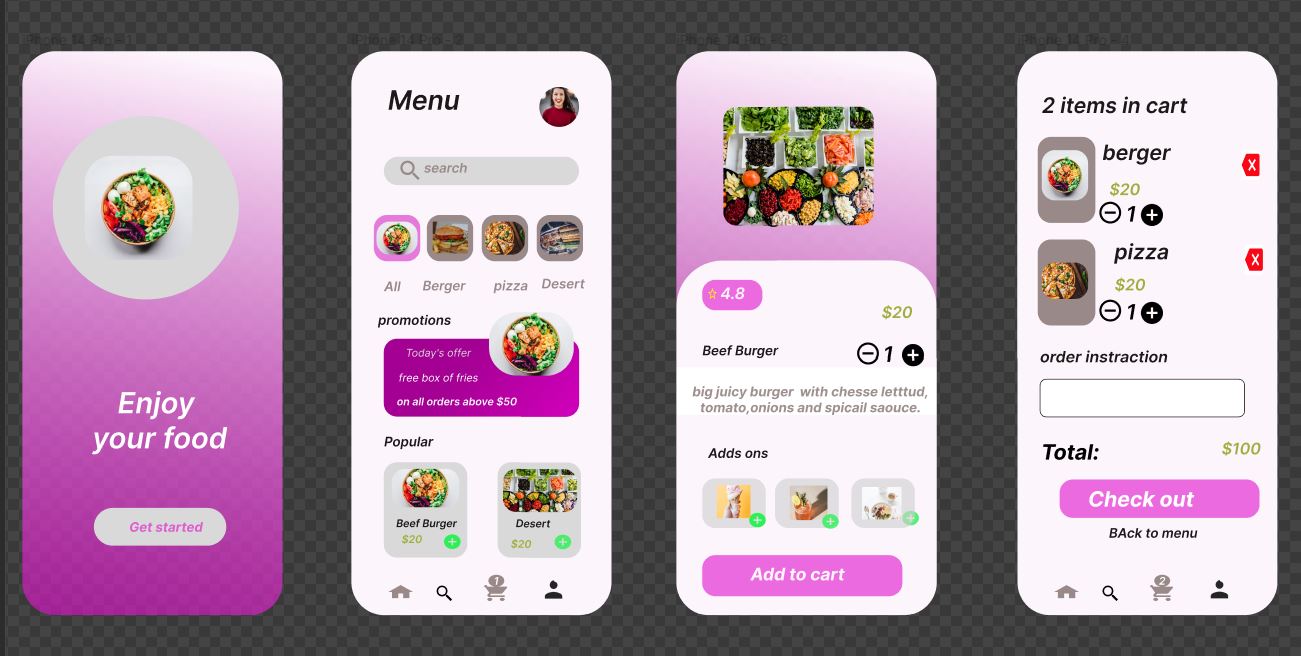 iPhone 14 Pro - 1
Enjoy
your food
Get started
iPhone 14 Pro - 2
Menu
search
All Berger pizza Desert
promotions
Today's offer
free box of fries
on all orders above $50
Popular
Beef Burger
$20
Desert
$20
1
iPhone 14 Pro - 3
4.8
$20
Beef Burger
1
big juicy burger with chesse letttud,
tomato,onions and spicail saouce.
Adds ons
Add to cart
iPhone 14 Pro - 4
2 items in cart
berger
X
$20
1
pizza
X
$20
1
order instraction
Total: $100
Check out
BAck to menu
2